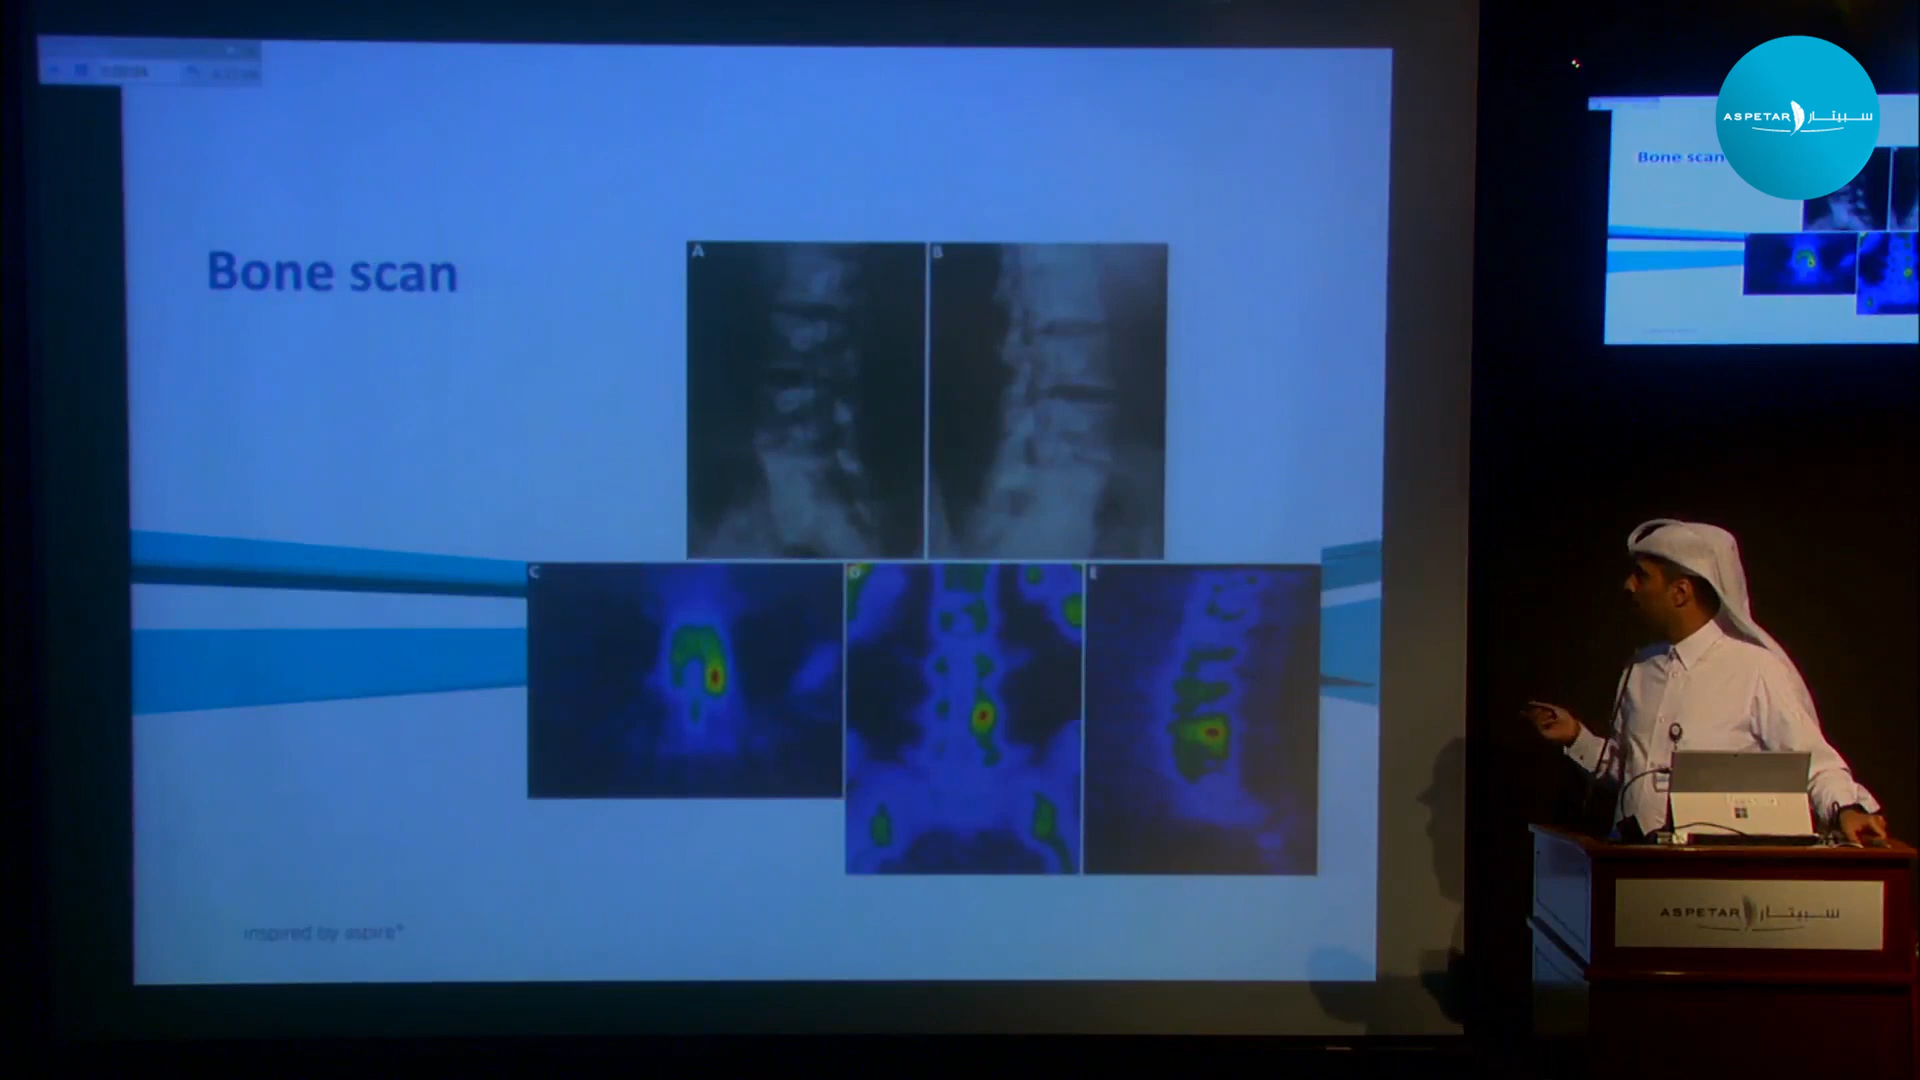 Bone scan
A
B
C
D
E
inspired by aspire®
ASPETAR سبيتار
Bone scan
ASPETAR سبيتار